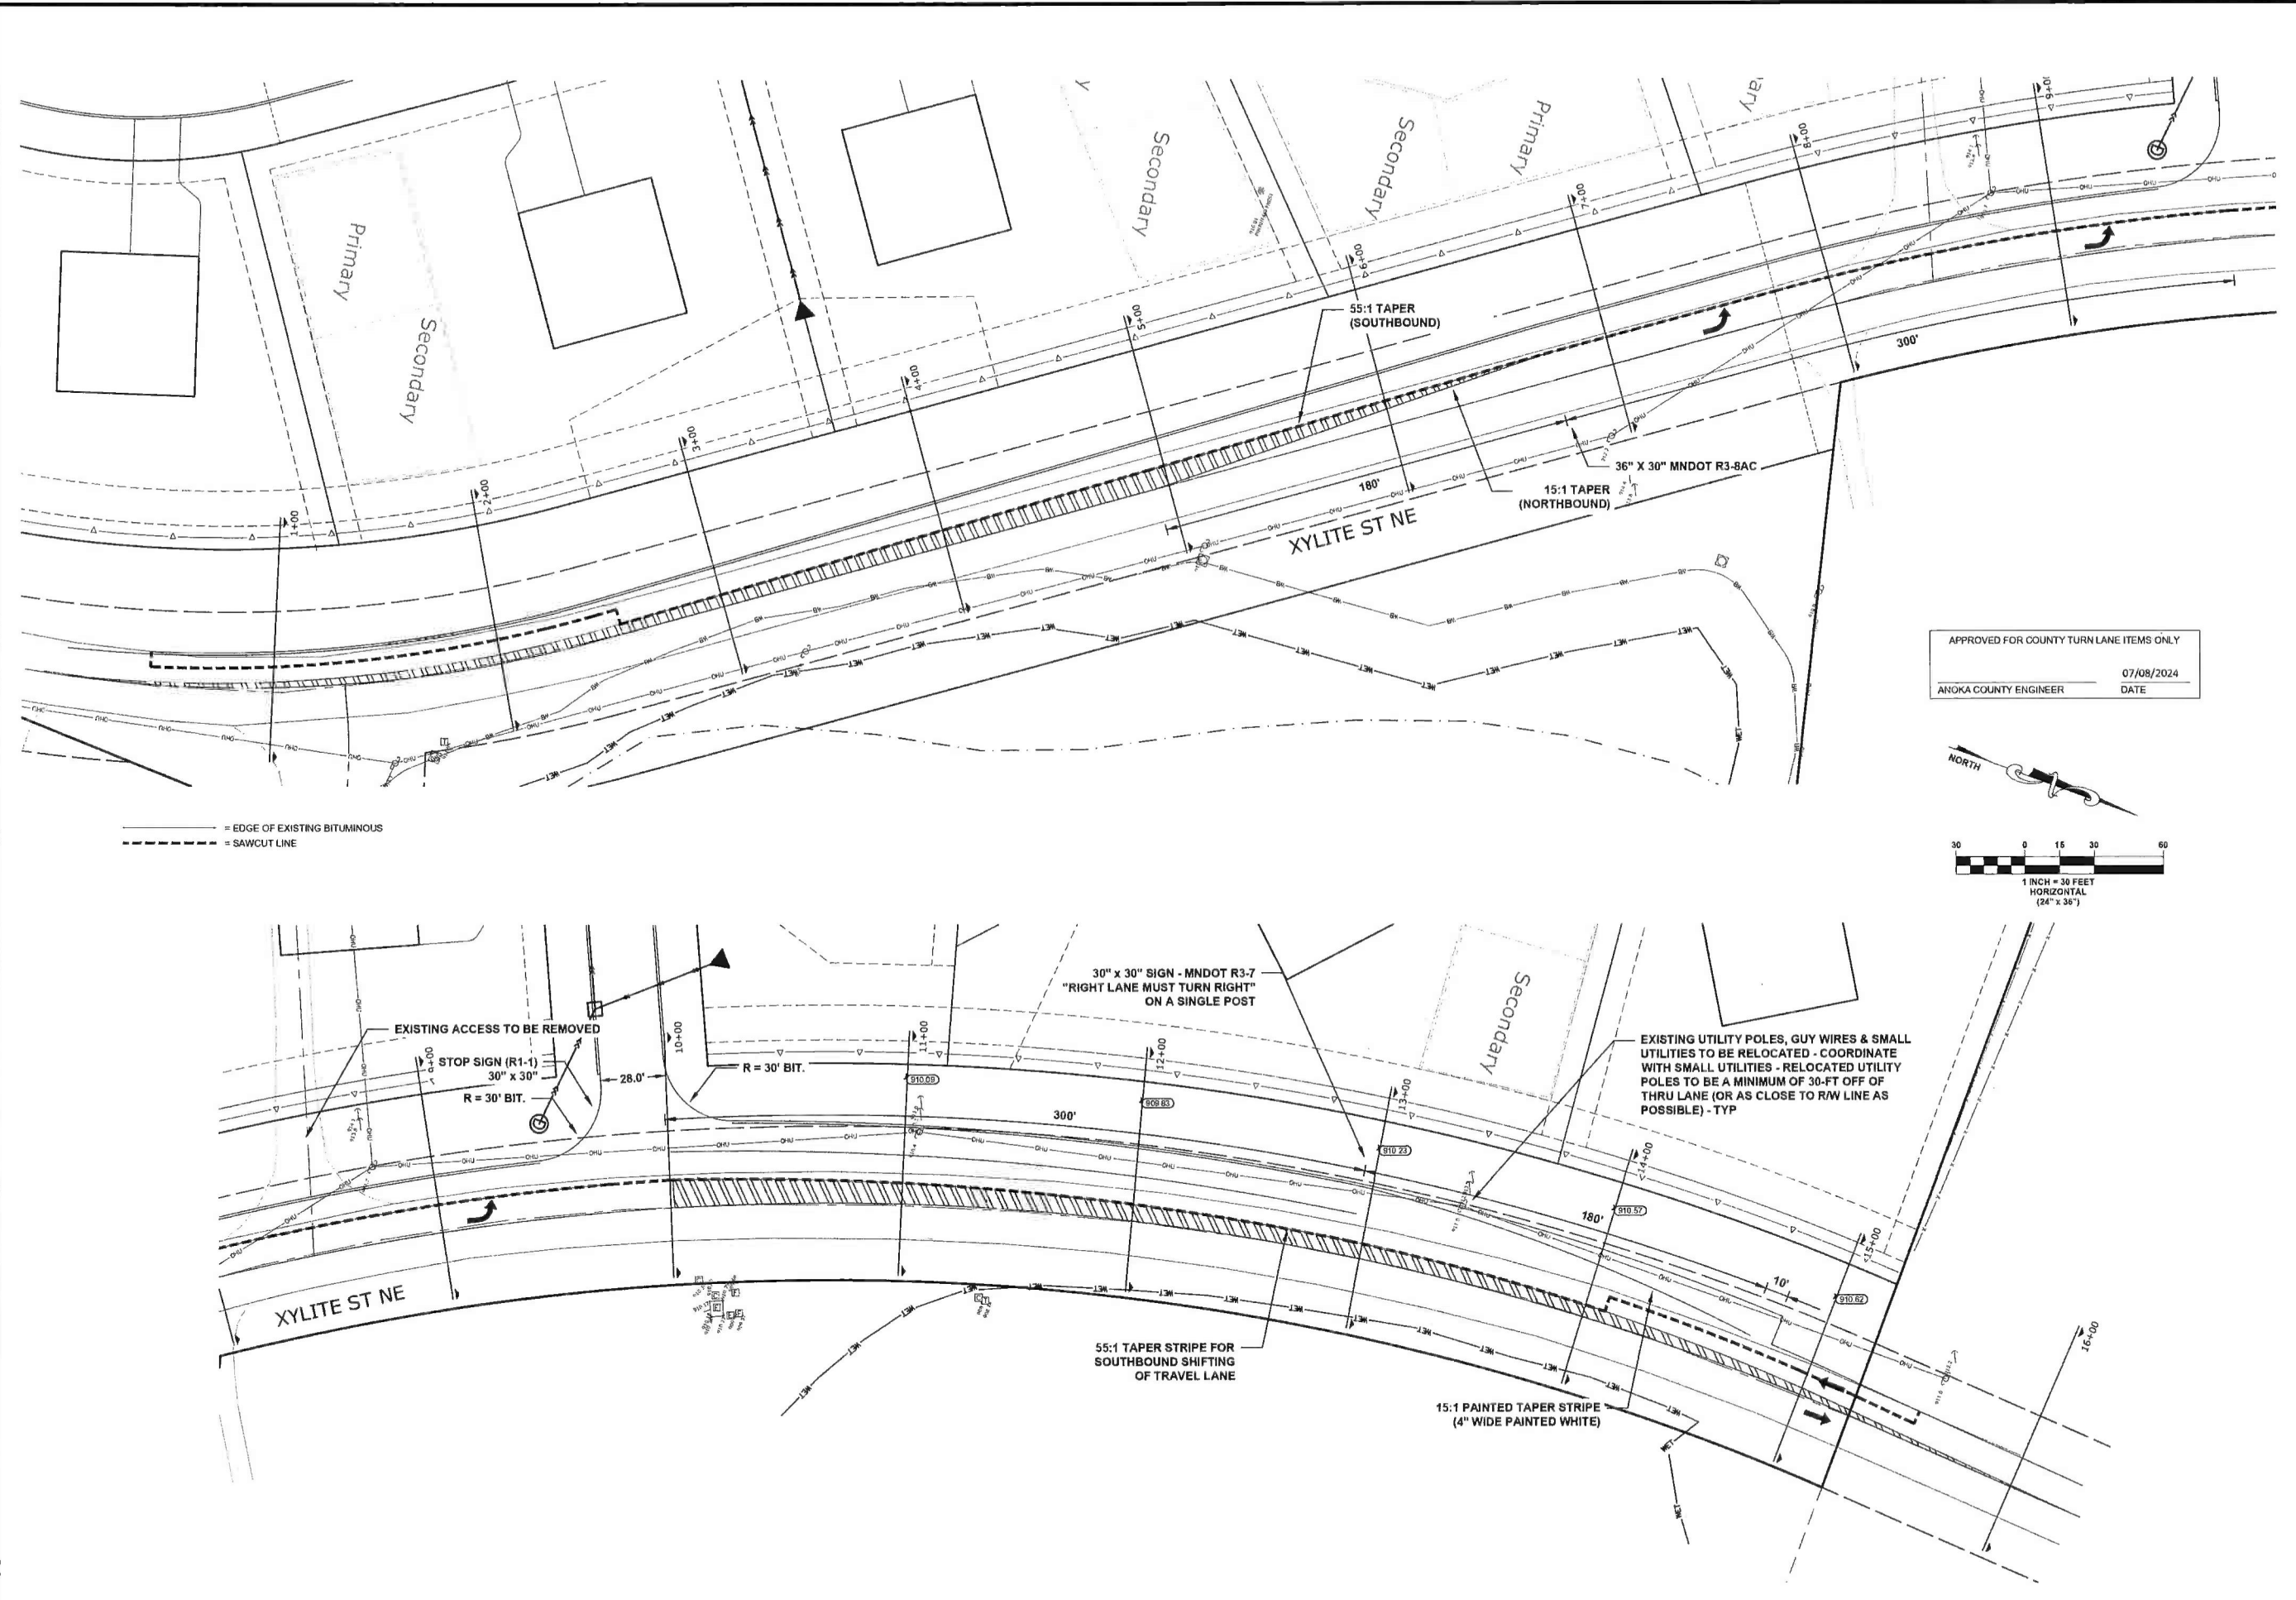 Primary
Secondary
Secondary
Secondary
Primary
1+00
2+00
3+00
4+00
5+00
6+00
7+00
8+00
9+00
55:1 TAPER
(SOUTHBOUND)
300'
36" X 30" MNDOT R3-8AC
180'
15:1 TAPER
(NORTHBOUND)
XYLITE ST NE
OHU
BW
WET
APPROVED FOR COUNTY TURN LANE ITEMS ONLY
07/08/2024
ANOKA COUNTY ENGINEER
DATE
NORTH
= EDGE OF EXISTING BITUMINOUS
= SAWCUT LINE
30 0 15 30 60
1 INCH = 30 FEET
HORIZONTAL
(24" x 36")
30" x 30" SIGN - MNDOT R3-7
"RIGHT LANE MUST TURN RIGHT"
ON A SINGLE POST
Secondary
EXISTING ACCESS TO BE REMOVED
STOP SIGN (R1-1)
30" x 30"
R = 30' BIT.
28.0'
R = 30' BIT.
9+00
10+00
11+00
12+00
13+00
14+00
15+00
16+00
910.09
909.83
910.23
910.57
910.62
300'
180'
10'
EXISTING UTILITY POLES, GUY WIRES & SMALL
UTILITIES TO BE RELOCATED - COORDINATE
WITH SMALL UTILITIES - RELOCATED UTILITY
POLES TO BE A MINIMUM OF 30-FT OFF OF
THRU LANE (OR AS CLOSE TO R/W LINE AS
POSSIBLE) - TYP
XYLITE ST NE
55:1 TAPER STRIPE FOR
SOUTHBOUND SHIFTING
OF TRAVEL LANE
15:1 PAINTED TAPER STRIPE
(4" WIDE PAINTED WHITE)
OHU
WET